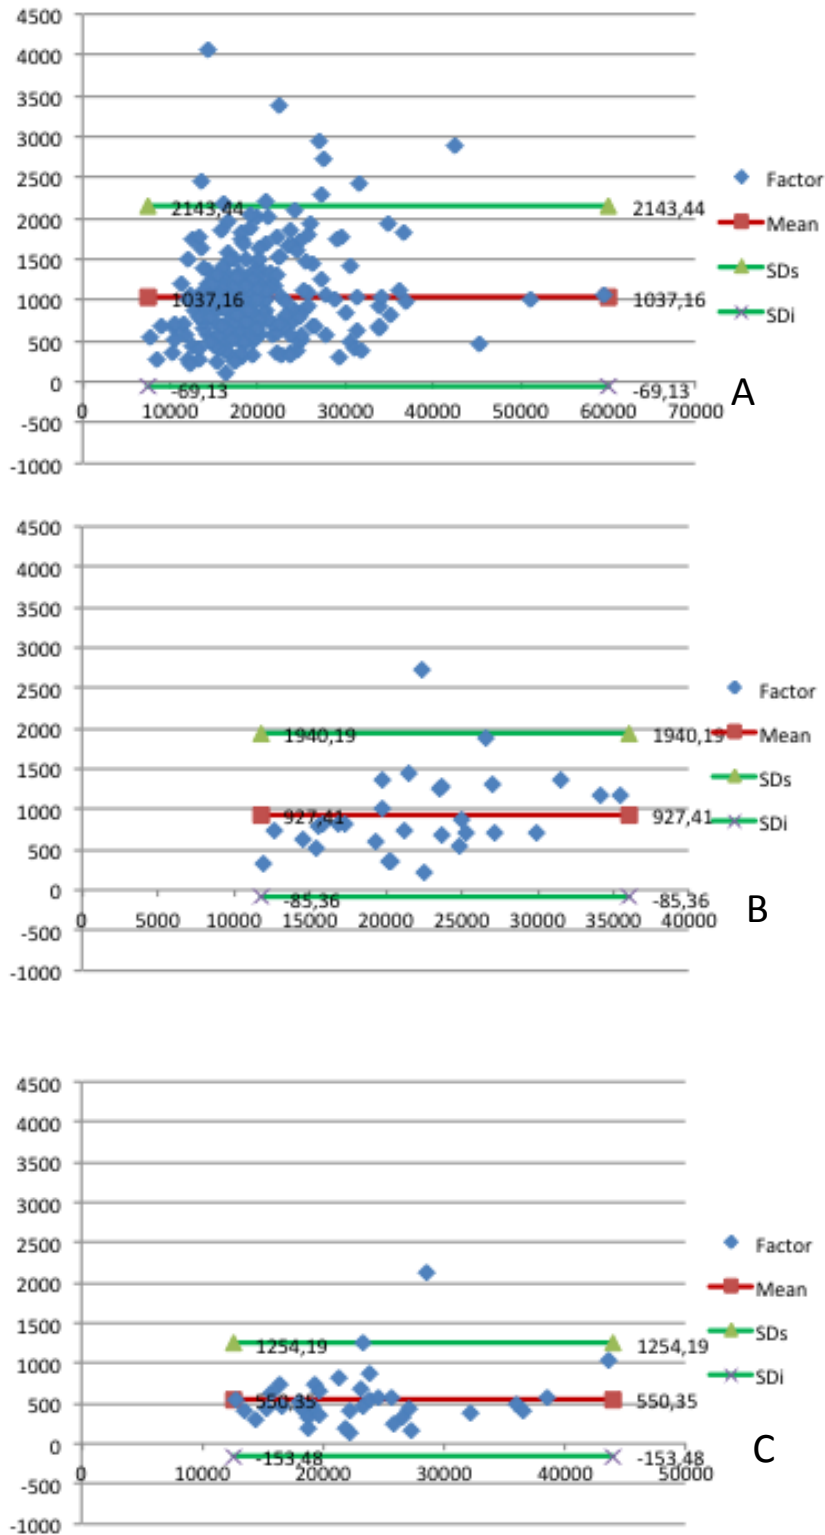 4500
4000
3500
3000
2500
2000
1500
1000
500
0
-500
-1000
2143,44 2143,44
1037,16 1037,16
-69,13 -69,13
0 10000 20000 30000 40000 50000 60000 70000
Factor
Mean
SDs
SDi
A
4500
4000
3500
3000
2500
2000
1500
1000
500
0
-500
-1000
1940,19 1940,19
927,41 927,41
-85,36 -85,36
0 5000 10000 15000 20000 25000 30000 35000 40000
Factor
Mean
SDs
SDi
B
4500
4000
3500
3000
2500
2000
1500
1000
500
0
-500
-1000
1254,19 1254,19
550,35 550,35
-153,48 -153,48
0 10000 20000 30000 40000 50000
Factor
Mean
SDs
SDi
C